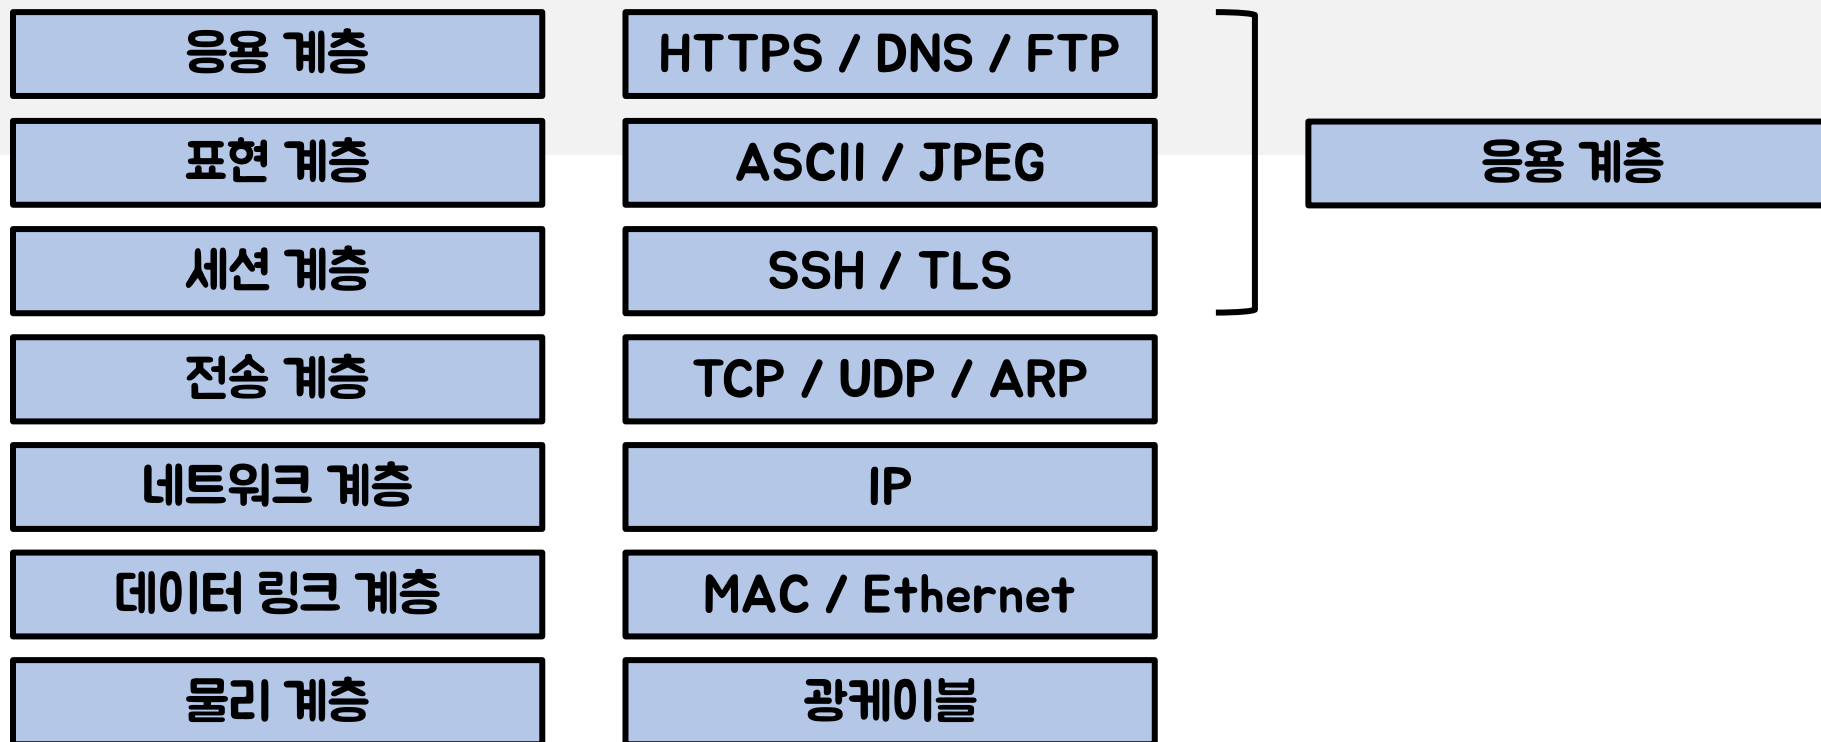 응용 계층
HTTPS / DNS / FTP
표현 계층
ASCII / JPEG
응용 계층
세션 계층
SSH / TLS
전송 계층
TCP / UDP / ARP
네트워크 계층
IP
데이터 링크 계층
MAC / Ethernet
물리 계층
광케이블